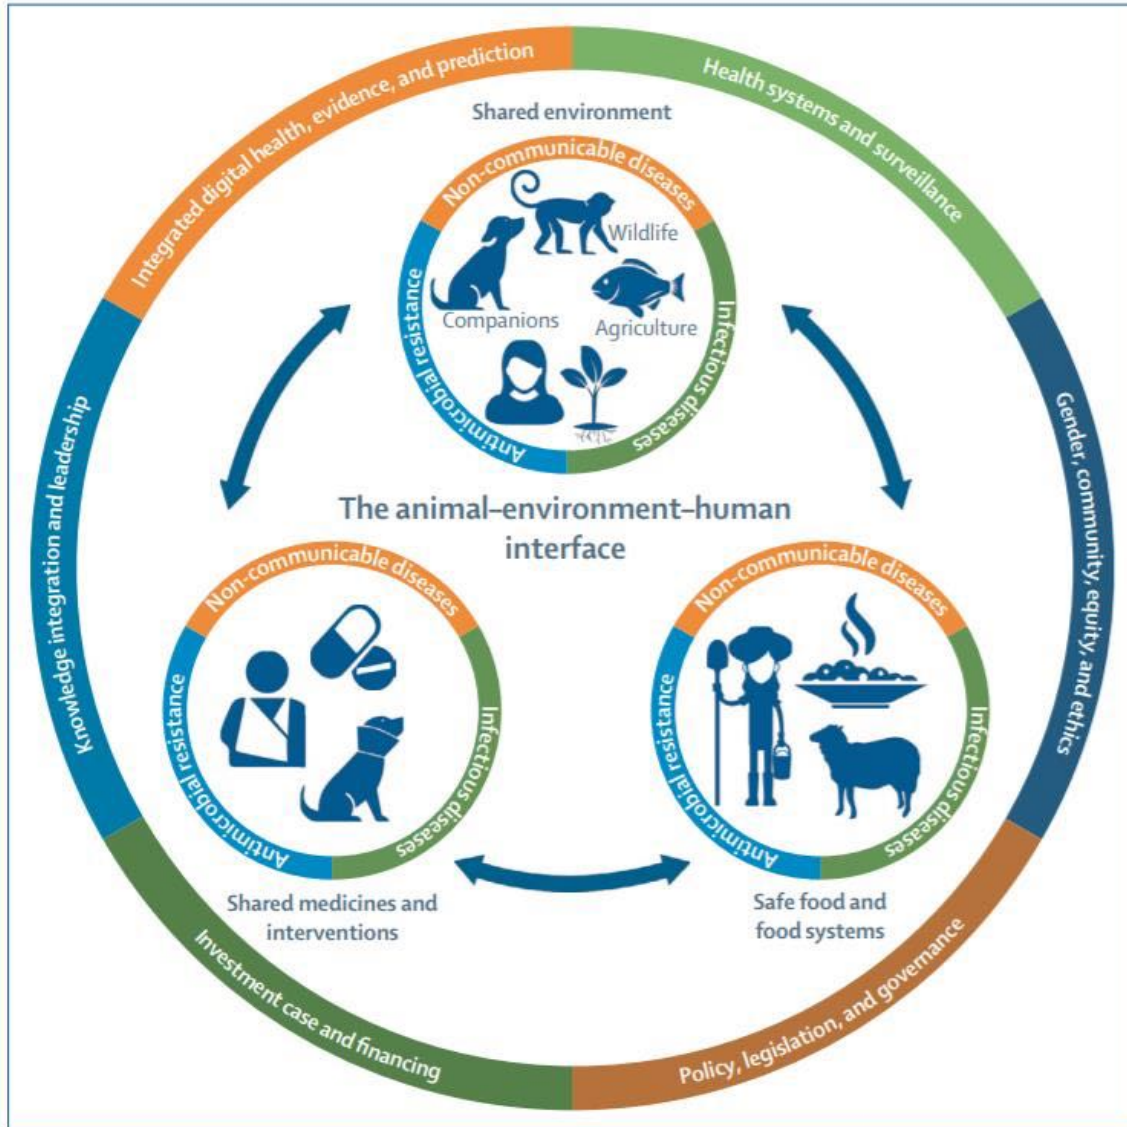 Integrated digital health, evidence, and prediction
Health systems and surveillance
Shared environment
Non-communicable diseases
Wildlife
Companions
Agriculture
Antimicrobial resistance
Infectious diseases
Knowledge integration and leadership
Gender, community, equity, and ethics
The animal–environment–human
interface
Non-communicable diseases
Antimicrobial resistance
Infectious diseases
Shared medicines and
interventions
Non-communicable diseases
Antimicrobial resistance
Infectious diseases
Safe food and
food systems
Investment case and financing
Policy, legislation, and governance